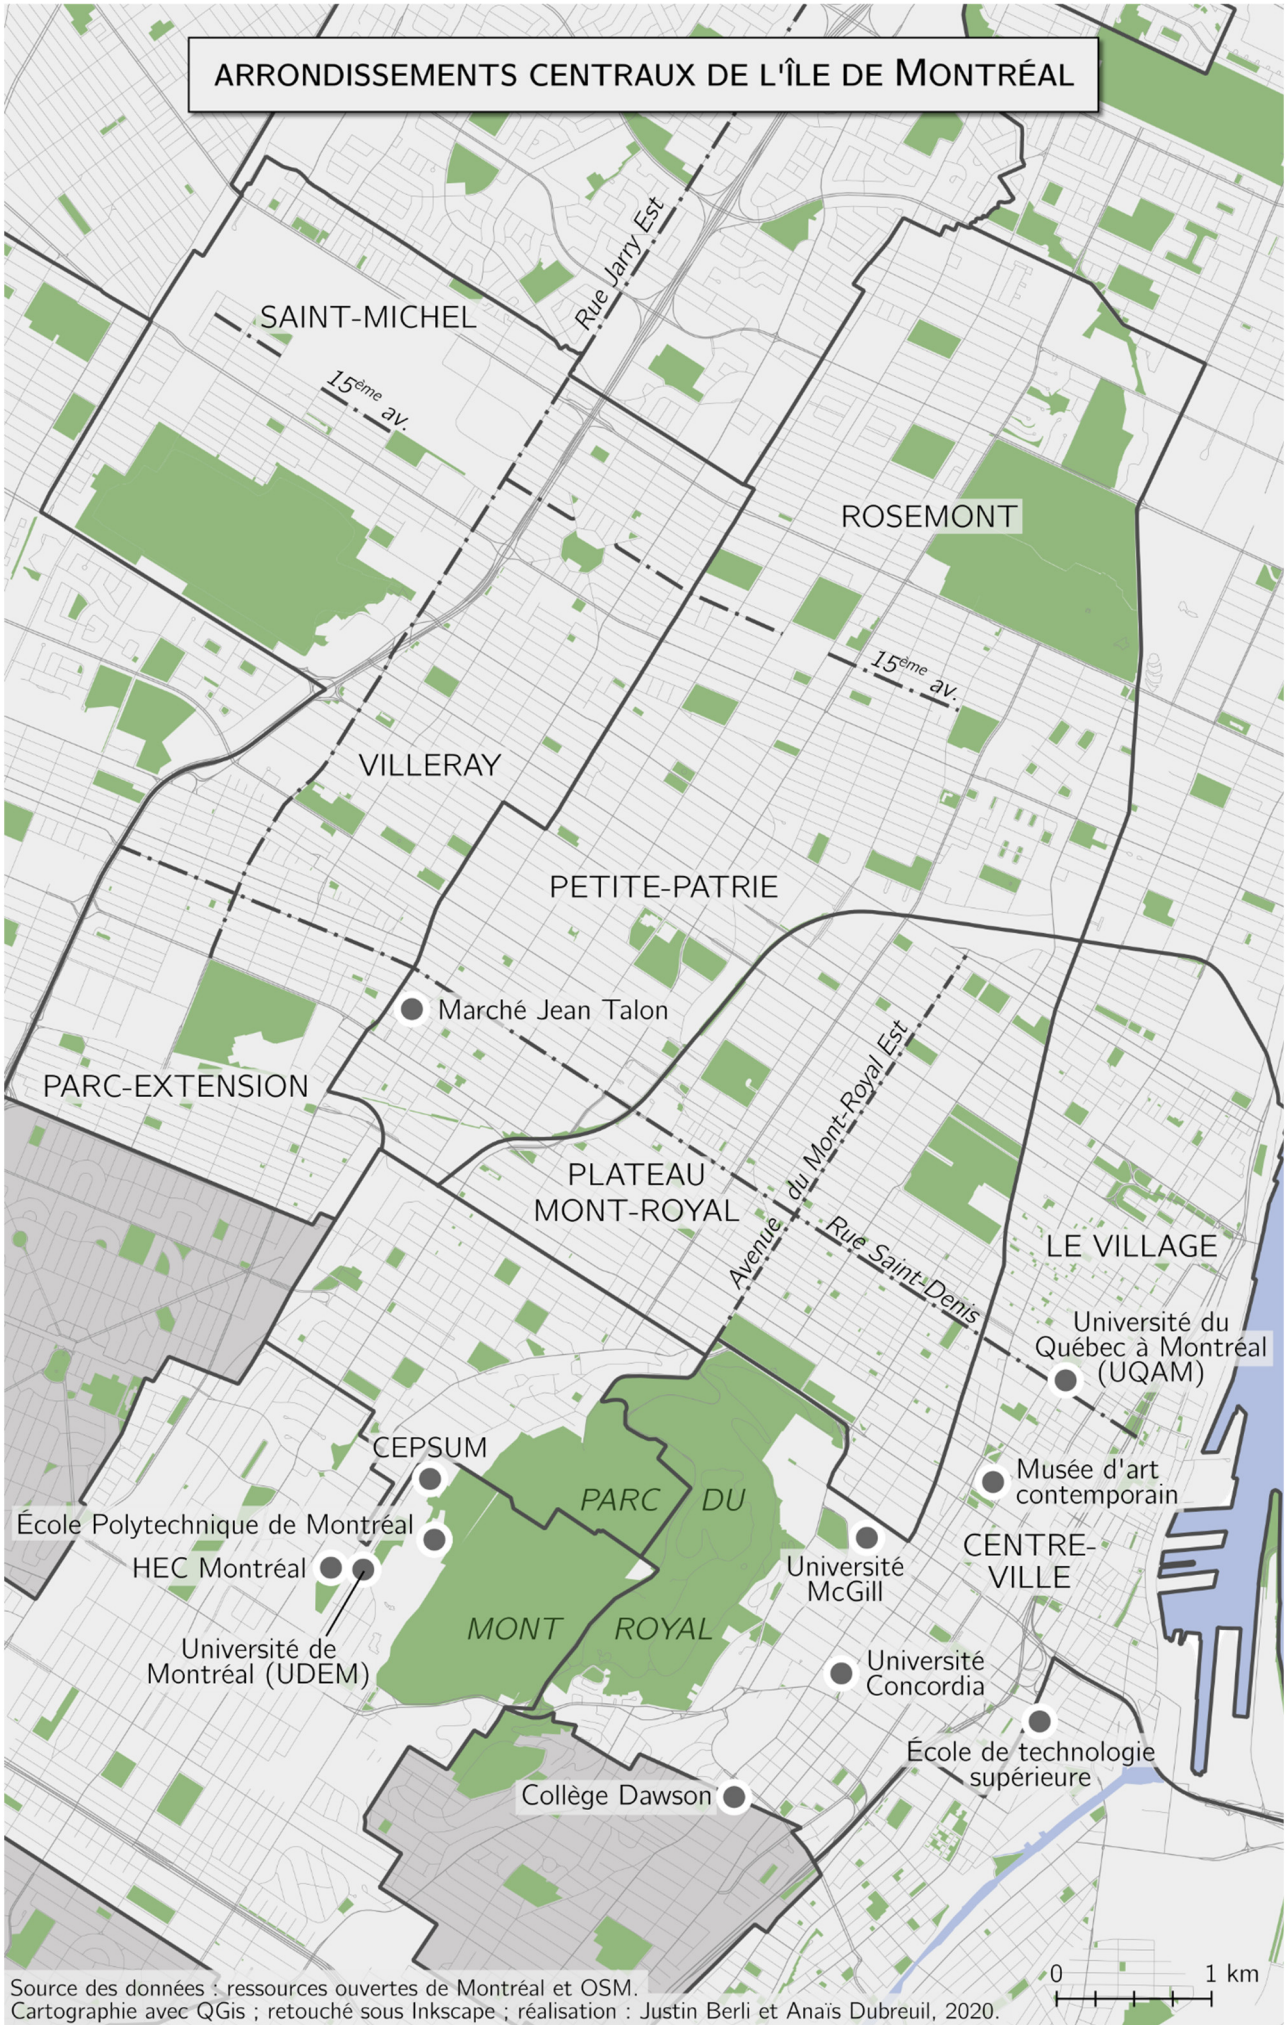 ARRONDISSEMENTS CENTRAUX DE L'ÎLE DE MONTRÉAL
Rue Jarry Est
SAINT-MICHEL
15ème av.
ROSEMONT
15ème av.
VILLERAY
PETITE-PATRIE
Marché Jean Talon
PARC-EXTENSION
Avenue du Mont-Royal Est
PLATEAU
MONT-ROYAL
Rue Saint-Denis
LE VILLAGE
Université du
Québec à Montréal
(UQAM)
CEPSUM
Musée d'art
contemporain
PARC DU
MONT ROYAL
École Polytechnique de Montréal
HEC Montréal
Université
McGill
CENTRE-
VILLE
Université de
Montréal (UDEM)
Université
Concordia
École de technologie
supérieure
Collège Dawson
0 1 km
Source des données : ressources ouvertes de Montréal et OSM.
Cartographie avec QGis ; retouché sous Inkscape ; réalisation : Justin Berli et Anaïs Dubreuil, 2020.